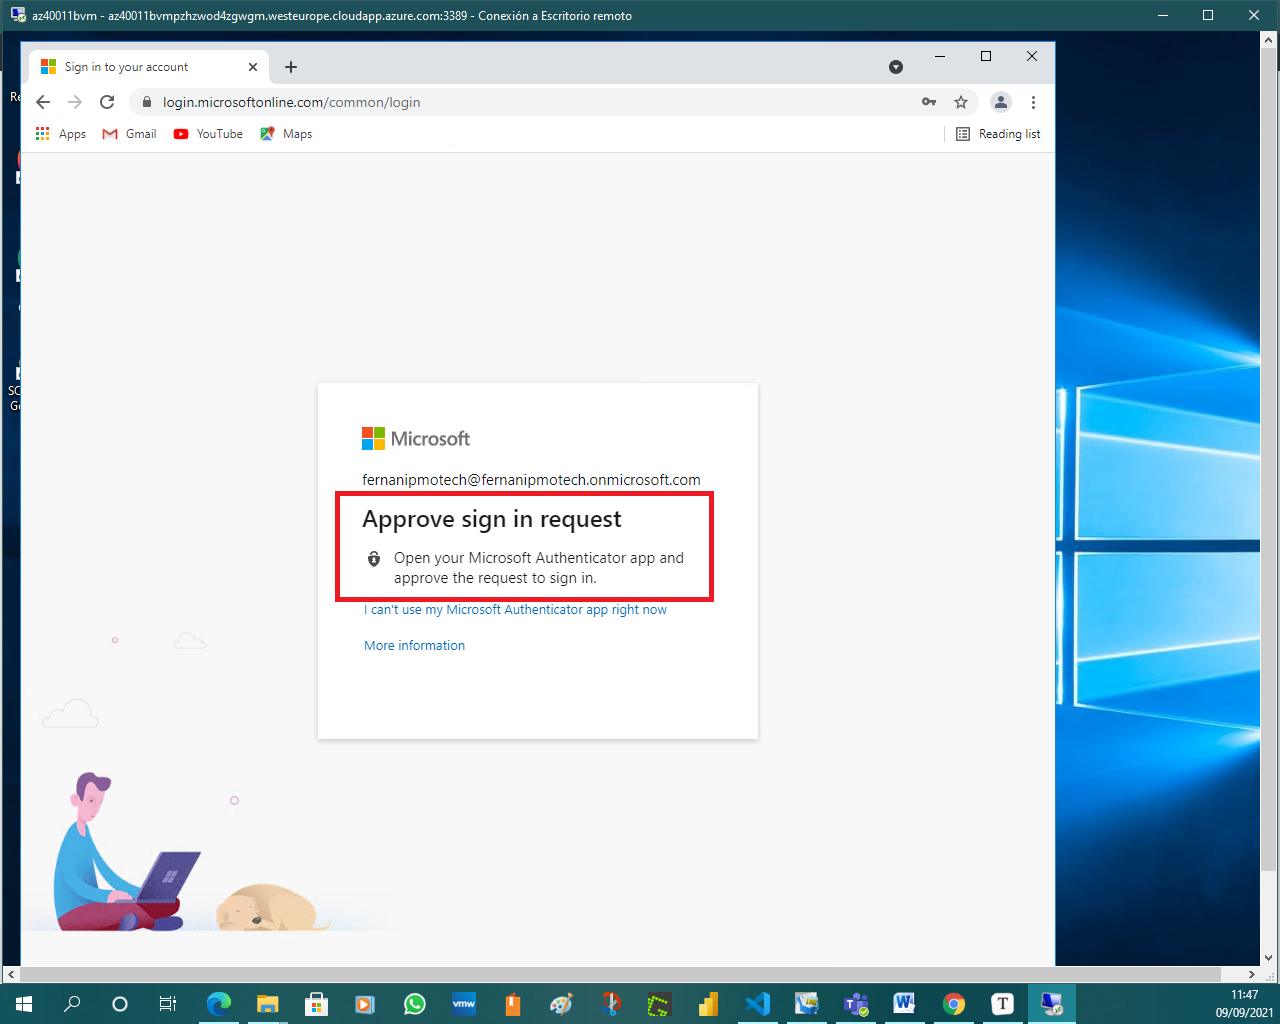 az40011bvm - az40011bvmpzhzwod4zgwgm.westeurope.cloudapp.azure.com:3389 - Conexión a Escritorio remoto
Sign in to your account
login.microsoftonline.com/common/login
Apps
Gmail
YouTube
Maps
Reading list
Re
SC
Ge
Microsoft
fernanipmotech@fernanipmotech.onmicrosoft.com
Approve sign in request
Open your Microsoft Authenticator app and
approve the request to sign in.
I can't use my Microsoft Authenticator app right now
More information
vmw
T
11:47
09/09/2021